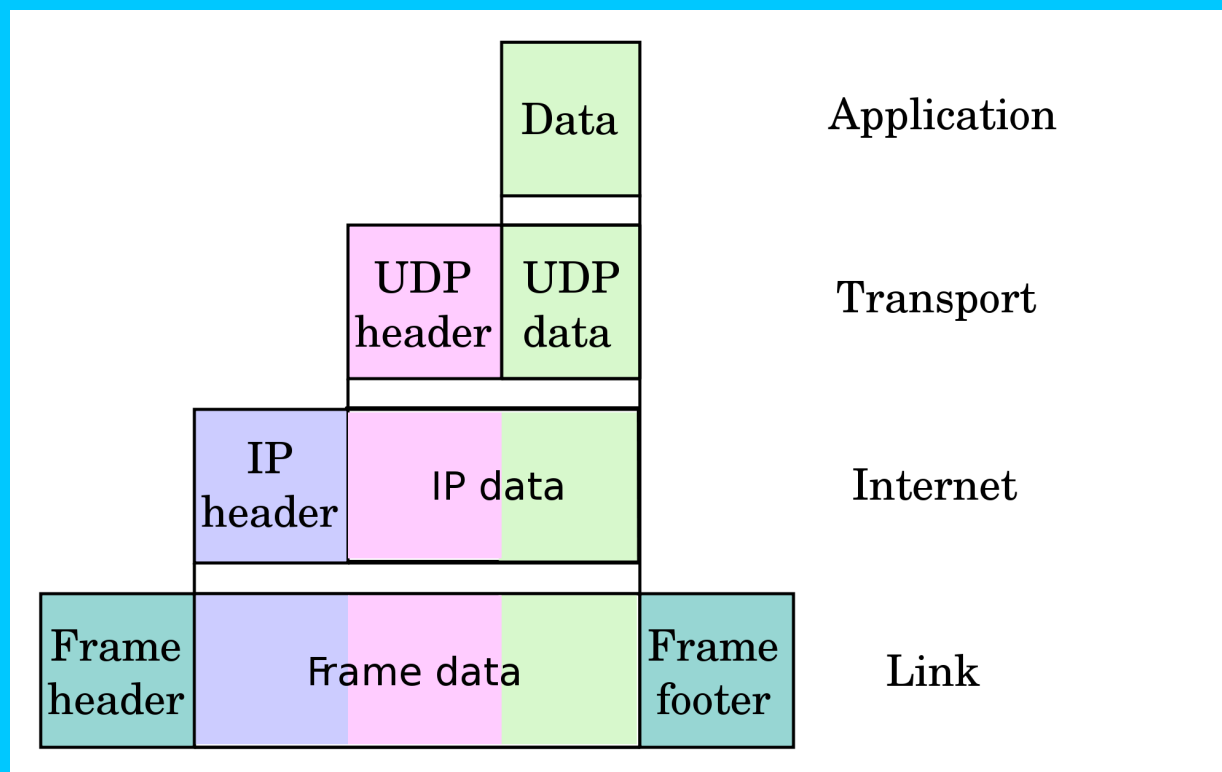 Data
Application
UDP
header
UDP
data
Transport
IP
header
IP data
Internet
Frame
header
Frame data
Frame
footer
Link